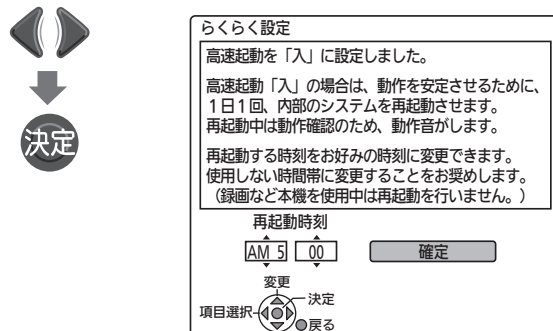 決定
らくらく設定
高速起動を「入」に設定しました。
高速起動「入」の場合は、動作を安定させるために、
1日1回、内部のシステムを再起動させます。
再起動中は動作確認のため、動作音がします。
再起動する時刻をお好みの時刻に変更できます。
使用しない時間帯に変更することをお奨めします。
（録画など本機を使用中は再起動を行いません。）
再起動時刻
AM 5 00 確定
変更
決定
項目選択
戻る